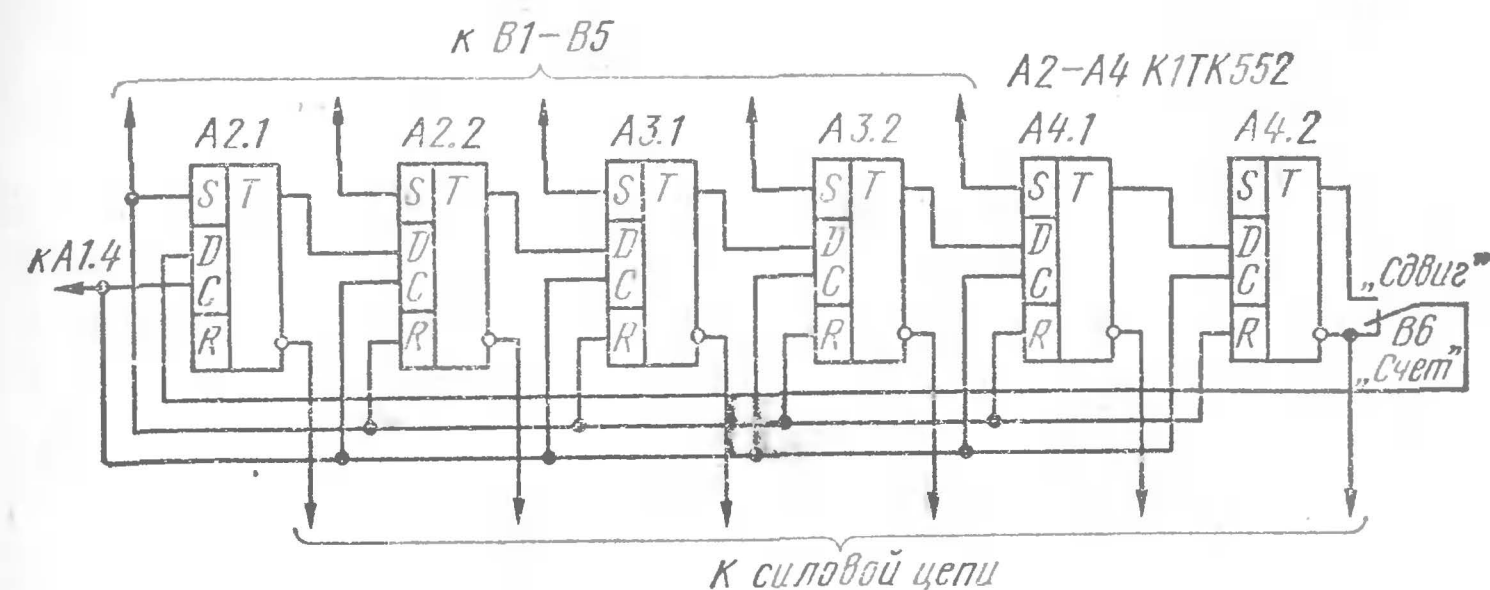 к В1–В5
А2–А4 К1ТК552
А2.1
А2.2
А3.1
А3.2
А4.1
А4.2
S T
D
C
R
S T
D
C
R
S T
D
C
R
S T
D
C
R
S T
D
C
R
S T
D
C
R
кА1.4
„Сдвиг"
В6
„Счет"
К силовой цепи